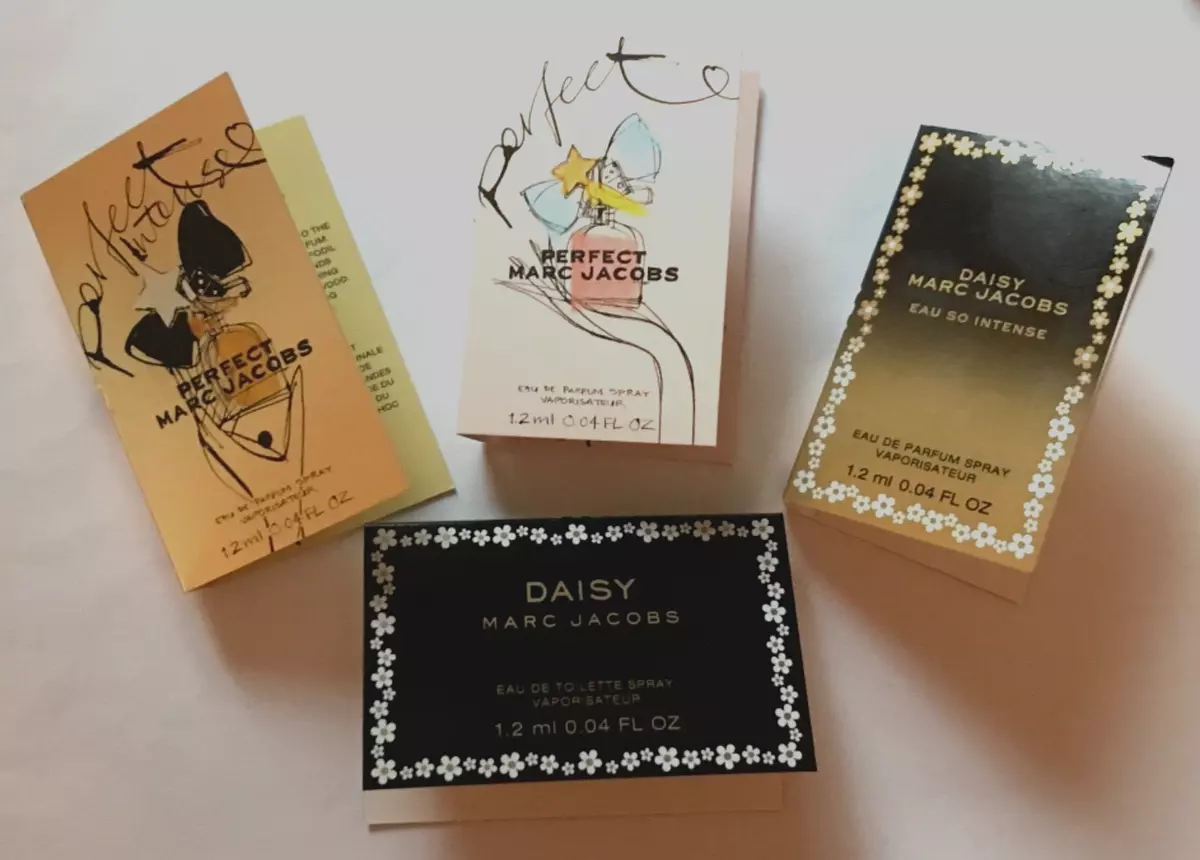 perfect
intense
PERFECT
MARC JACOBS
EAU DE PARFUM SPRAY
VAPORISATEUR
1.2 ml 0.04 FL OZ
THE
NALE
DU
perfect
PERFECT
MARC JACOBS
EAU DE PARFUM SPRAY
VAPORISATEUR
1.2 ml 0.04 FL OZ
DAISY
MARC JACOBS
EAU SO INTENSE
EAU DE PARFUM SPRAY
VAPORISATEUR
1.2 ml 0.04 FL OZ
DAISY
MARC JACOBS
EAU DE TOILETTE SPRAY
VAPORISATEUR
1.2 ml 0.04 FL OZ